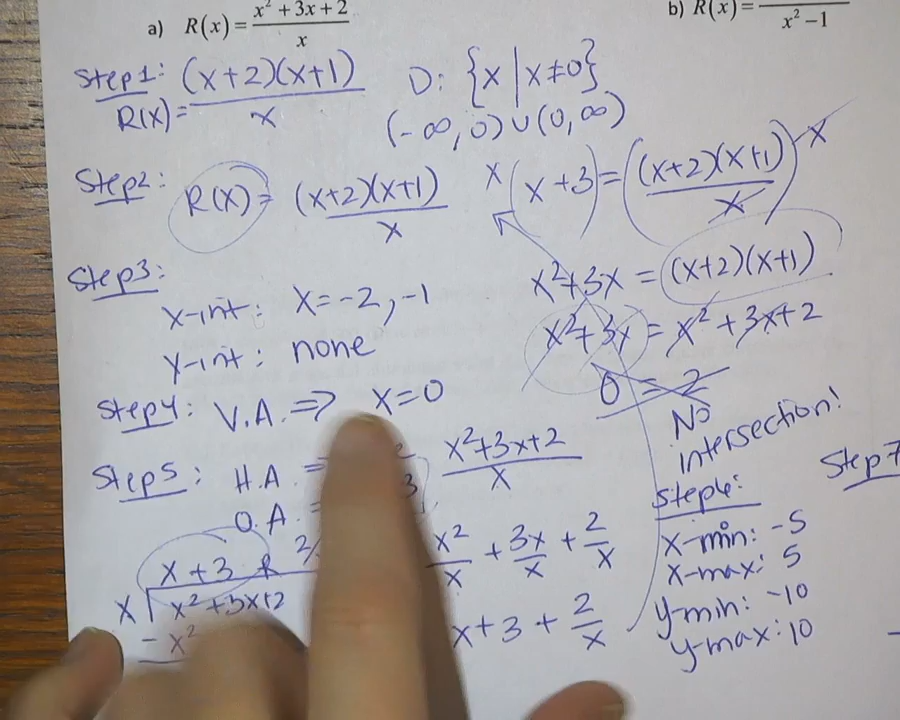 a) R(x) = x² + 3x + 2 / x
b) R(x) = / x² − 1
Step1: R(x) = (x+2)(x+1) / x
D: {x | x≠0}
(-∞, 0) ∪ (0, ∞)
Step2: R(x) = (x+2)(x+1) / x
x (x+3) = ((x+2)(x+1) / x) x
x²+3x = (x+2)(x+1)
x²+3x = x²+3x+2
0 = 2
No
intersection!
Step3:
x-int: x = -2, -1
y-int: none
Step4: V.A. ⇒ x=0
Step5: H.A. =
O.A. =
x²+3x+2 / x
x²/x + 3x/x + 2/x
x+3+ 2/x
x + 3 +
x x²+3x+2
- x²
Step6:
x-min: -5
x-max: 5
y-min: -10
y-max: 10
Step7